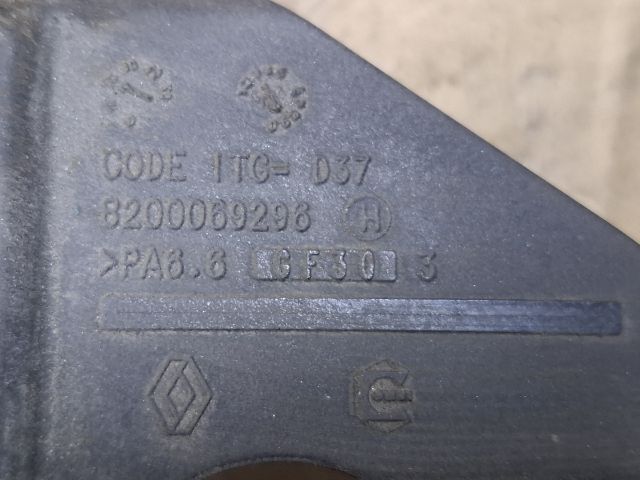 CODE ITG= D37
8200069296 H
>PA6.6 GF30 3